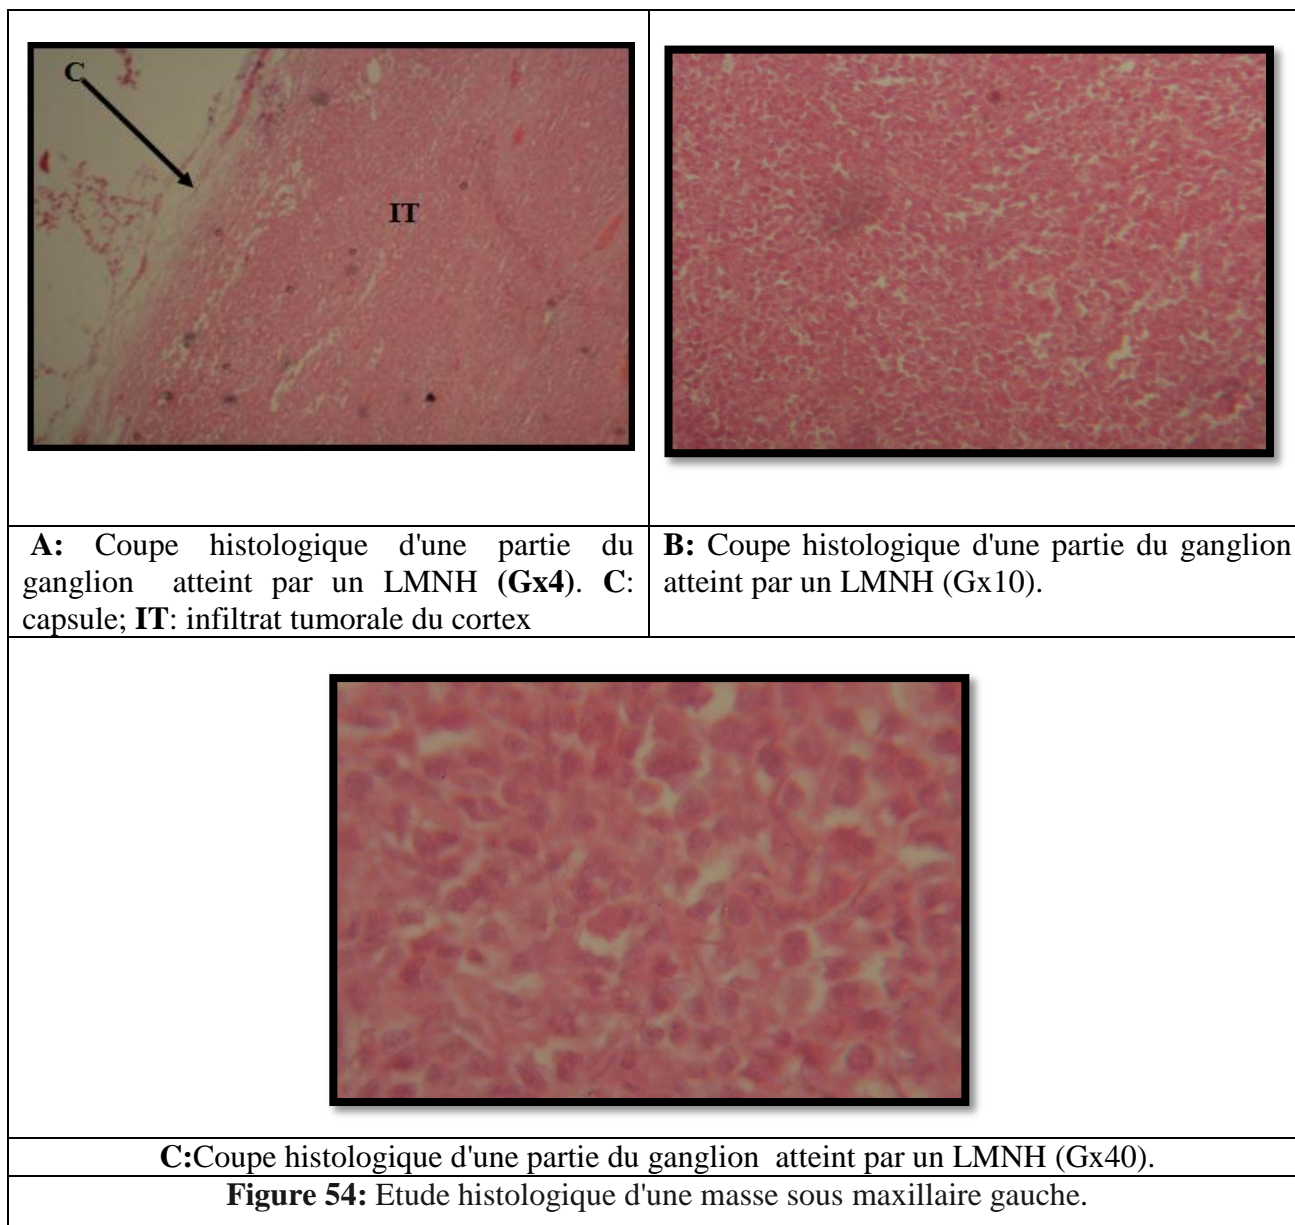 C
IT
A: Coupe histologique d'une partie du
ganglion atteint par un LMNH (Gx4). C:
capsule; IT: infiltrat tumorale du cortex
B: Coupe histologique d'une partie du ganglion
atteint par un LMNH (Gx10).
C:Coupe histologique d'une partie du ganglion atteint par un LMNH (Gx40).
Figure 54: Etude histologique d'une masse sous maxillaire gauche.